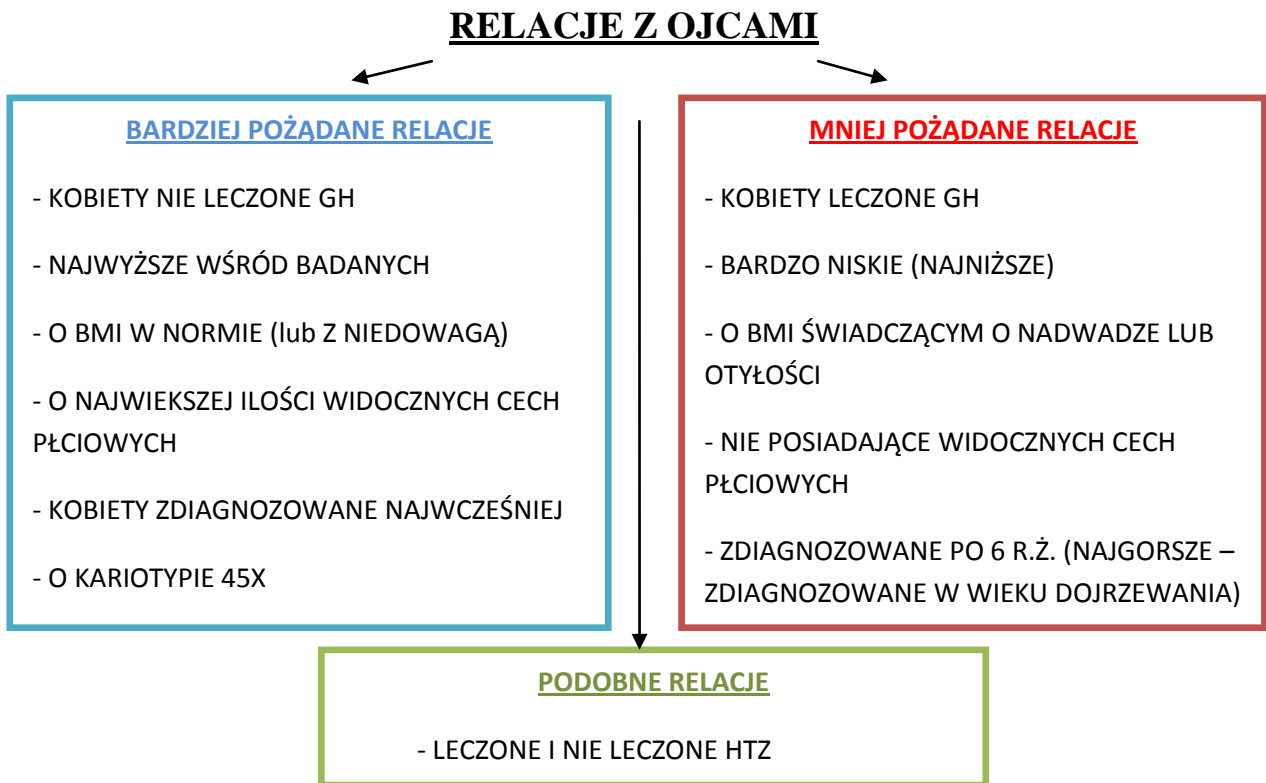 RELACJE Z OJCAMI
BARDZIEJ POŻĄDANE RELACJE
- KOBIETY NIE LECZONE GH
- NAJWYŻSZE WŚRÓD BADANYCH
- O BMI W NORMIE (lub Z NIEDOWAGĄ)
- O NAJWIEKSZEJ ILOŚCI WIDOCZNYCH CECH
PŁCIOWYCH
- KOBIETY ZDIAGNOZOWANE NAJWCZEŚNIEJ
- O KARIOTYPIE 45X
MNIEJ POŻĄDANE RELACJE
- KOBIETY LECZONE GH
- BARDZO NISKIE (NAJNIŻSZE)
- O BMI ŚWIADCZĄCYM O NADWADZE LUB
OTYŁOŚCI
- NIE POSIADAJĄCE WIDOCZNYCH CECH
PŁCIOWYCH
- ZDIAGNOZOWANE PO 6 R.Ż. (NAJGORSZE –
ZDIAGNOZOWANE W WIEKU DOJRZEWANIA)
PODOBNE RELACJE
- LECZONE I NIE LECZONE HTZ